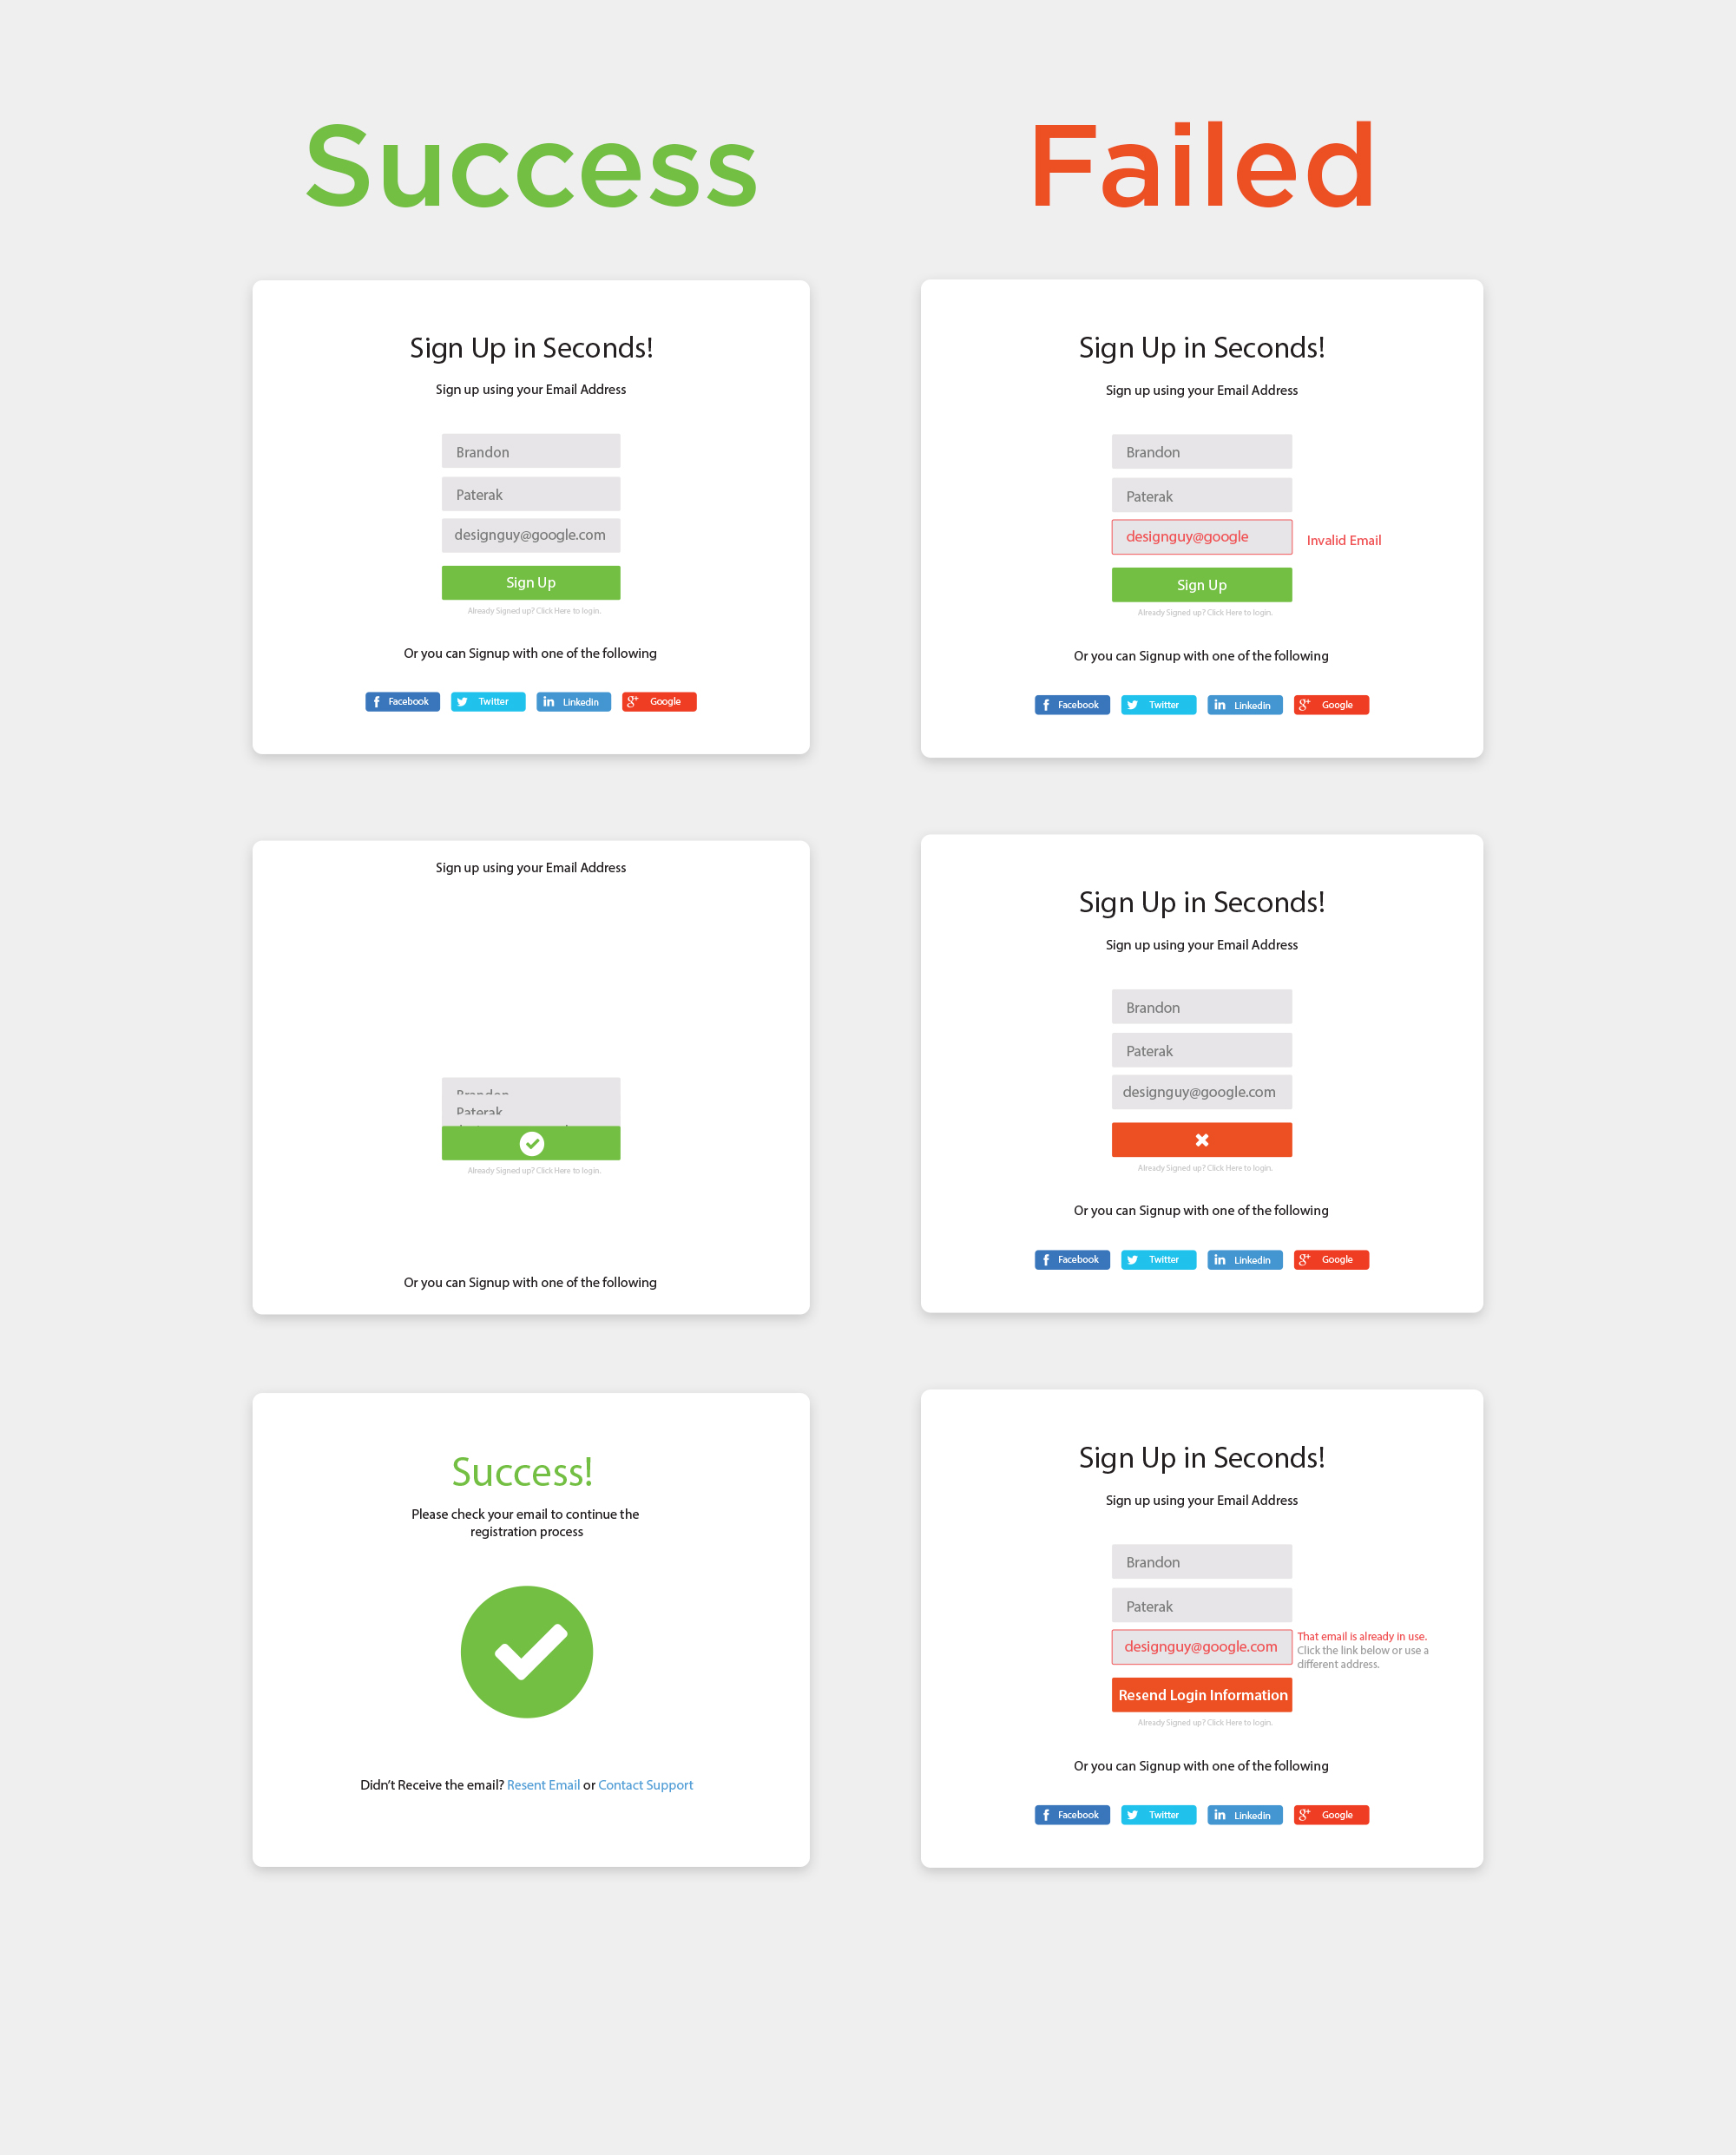 Success
Failed
Sign Up in Seconds!
Sign up using your Email Address
Brandon
Paterak
designguy@google.com
Sign Up
Already Signed up? Click Here to login.
Or you can Signup with one of the following
Facebook Twitter Linkedin Google
Sign Up in Seconds!
Sign up using your Email Address
Brandon
Paterak
designguy@google Invalid Email
Sign Up
Already Signed up? Click Here to login.
Or you can Signup with one of the following
Facebook Twitter Linkedin Google
Sign up using your Email Address
Brandon
Paterak
Already Signed up? Click Here to login.
Or you can Signup with one of the following
Sign Up in Seconds!
Sign up using your Email Address
Brandon
Paterak
designguy@google.com
Already Signed up? Click Here to login.
Or you can Signup with one of the following
Facebook Twitter Linkedin Google
Success!
Please check your email to continue the
registration process
Didn’t Receive the email? Resent Email or Contact Support
Sign Up in Seconds!
Sign up using your Email Address
Brandon
Paterak
designguy@google.com
That email is already in use.
Click the link below or use a
different address.
Resend Login Information
Already Signed up? Click Here to login.
Or you can Signup with one of the following
Facebook Twitter Linkedin Google